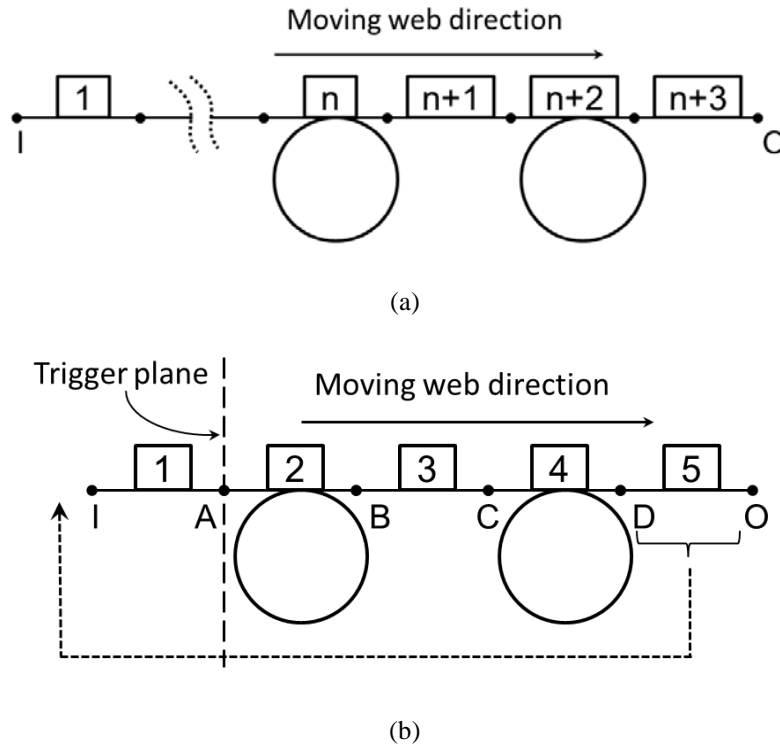 Moving web direction
1 n n+1 n+2 n+3
I O
(a)
Trigger plane
Moving web direction
1 2 3 4 5
I A B C D O
(b)